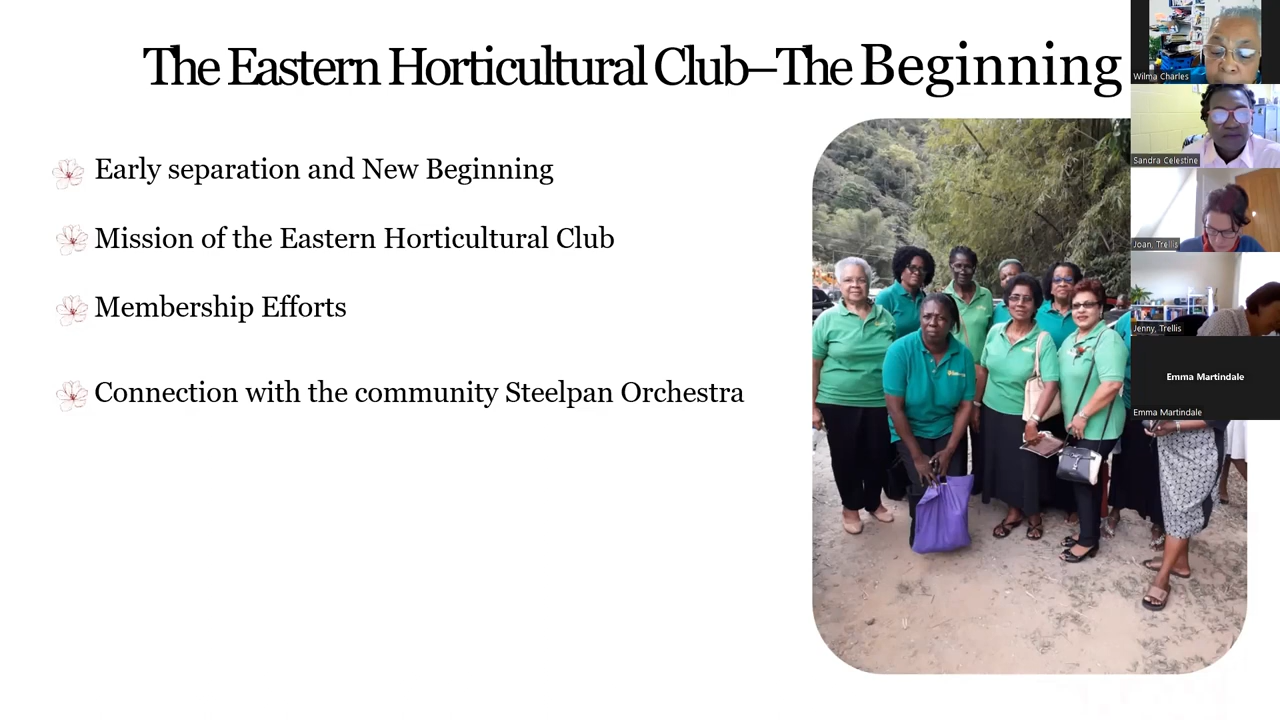 The Eastern Horticultural Club–The Beginning
Early separation and New Beginning
Mission of the Eastern Horticultural Club
Membership Efforts
Connection with the community Steelpan Orchestra
Wilma Charles
Sandra Celestine
Joan, Trellis
Jenny, Trellis
Emma Martindale
Emma Martindale